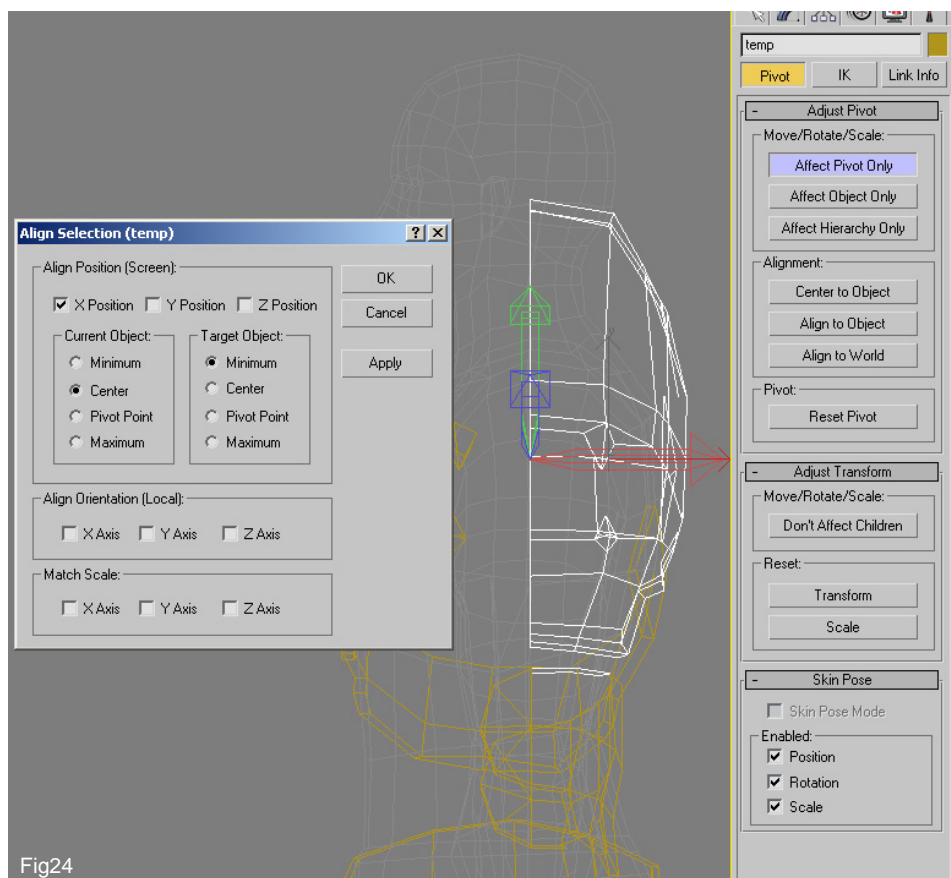 temp
Pivot IK Link Info
- Adjust Pivot
Move/Rotate/Scale:
Affect Pivot Only
Affect Object Only
Affect Hierarchy Only
Alignment:
Center to Object
Align to Object
Align to World
Pivot:
Reset Pivot
- Adjust Transform
Move/Rotate/Scale:
Don't Affect Children
Reset:
Transform
Scale
- Skin Pose
Skin Pose Mode
Enabled:
Position
Rotation
Scale
Align Selection (temp)
Align Position (Screen):
X Position Y Position Z Position
Current Object: Target Object:
Minimum Minimum
Center Center
Pivot Point Pivot Point
Maximum Maximum
OK
Cancel
Apply
Align Orientation (Local):
X Axis Y Axis Z Axis
Match Scale:
X Axis Y Axis Z Axis
Fig24